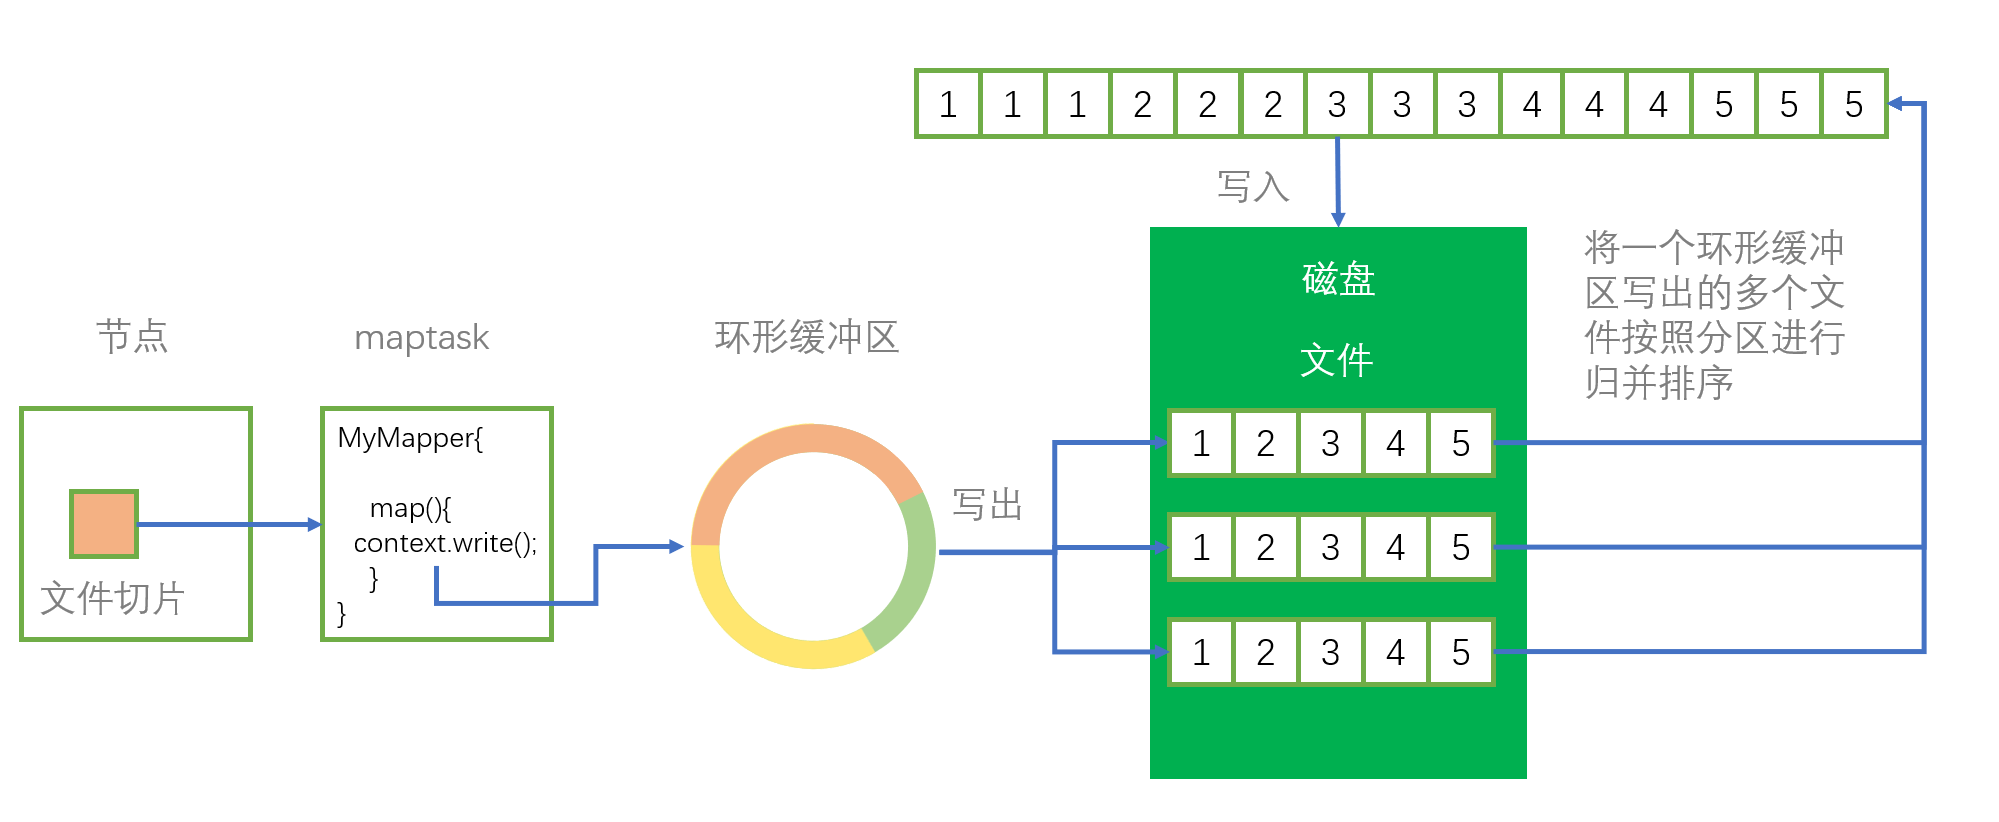 1 1 1 2 2 2 3 3 3 4 4 4 5 5 5
写入
节点
文件切片
maptask
MyMapper{
map(){
context.write();
}
}
环形缓冲区
写出
磁盘
文件
1 2 3 4 5
1 2 3 4 5
1 2 3 4 5
将一个环形缓冲
区写出的多个文
件按照分区进行
归并排序